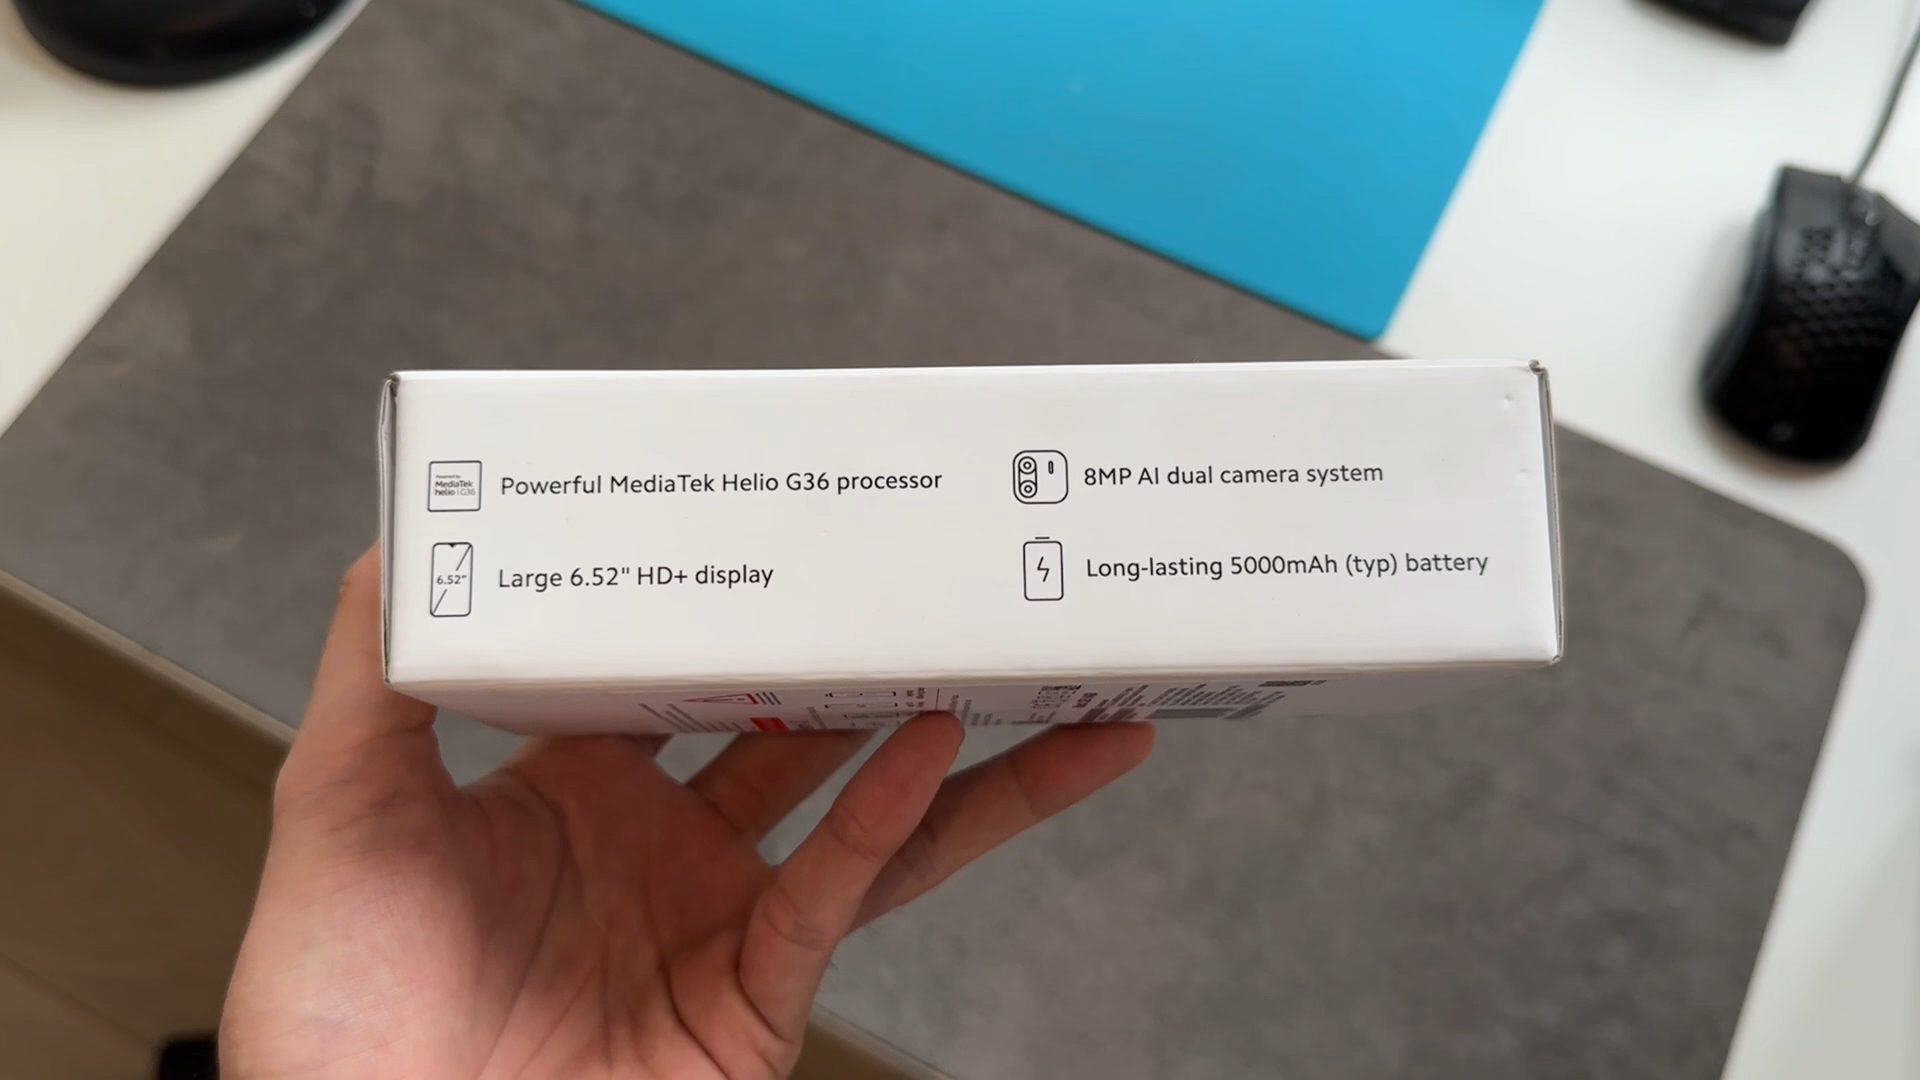 Powered by
MediaTek
helio | G36
Powerful MediaTek Helio G36 processor
8MP AI dual camera system
6.52"
Large 6.52" HD+ display
Long-lasting 5000mAh (typ) battery